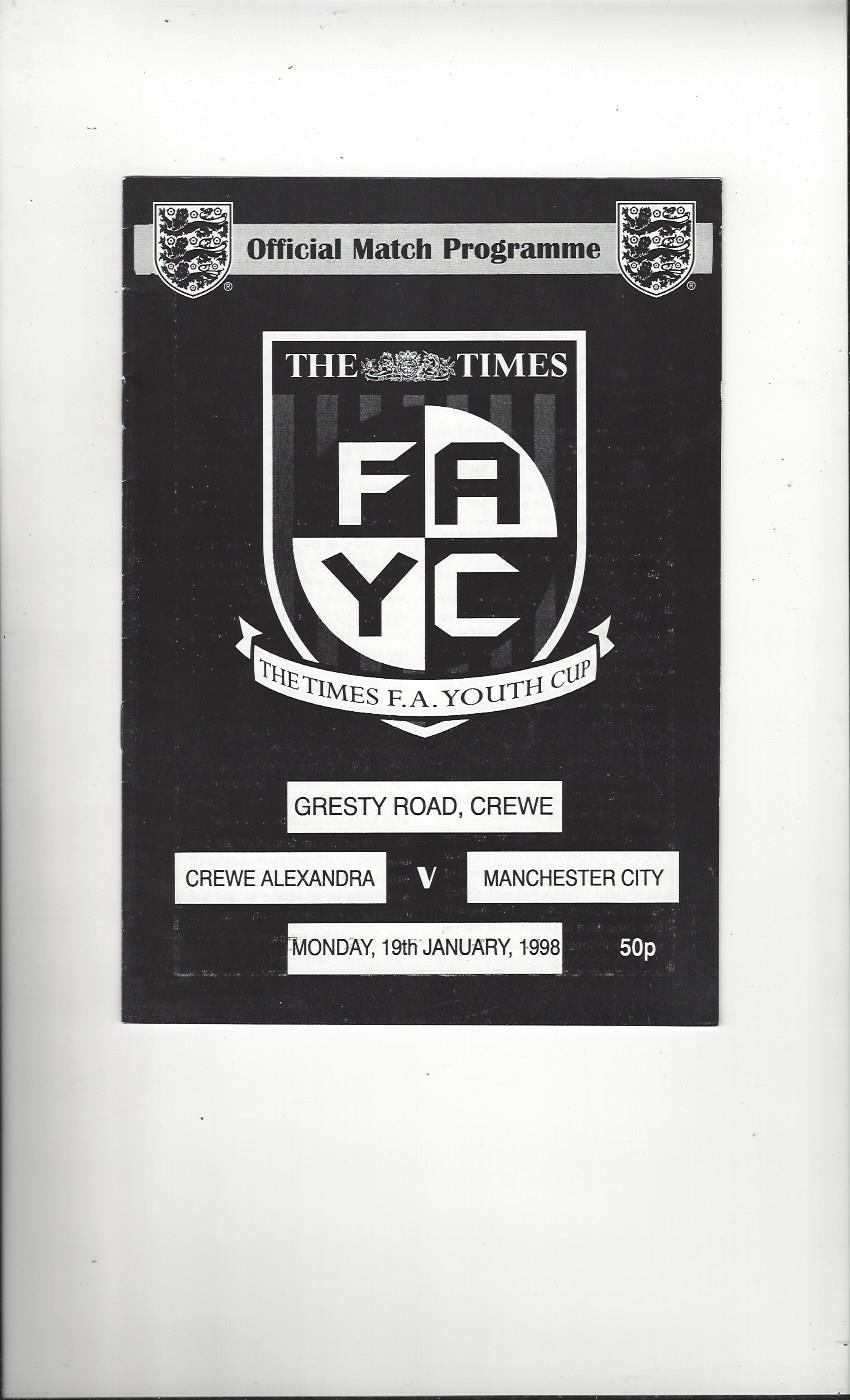 Official Match Programme
® ®
THE TIMES
FA
YC
THE TIMES F.A. YOUTH CUP
GRESTY ROAD, CREWE
CREWE ALEXANDRA V MANCHESTER CITY
MONDAY, 19th JANUARY, 1998 50p